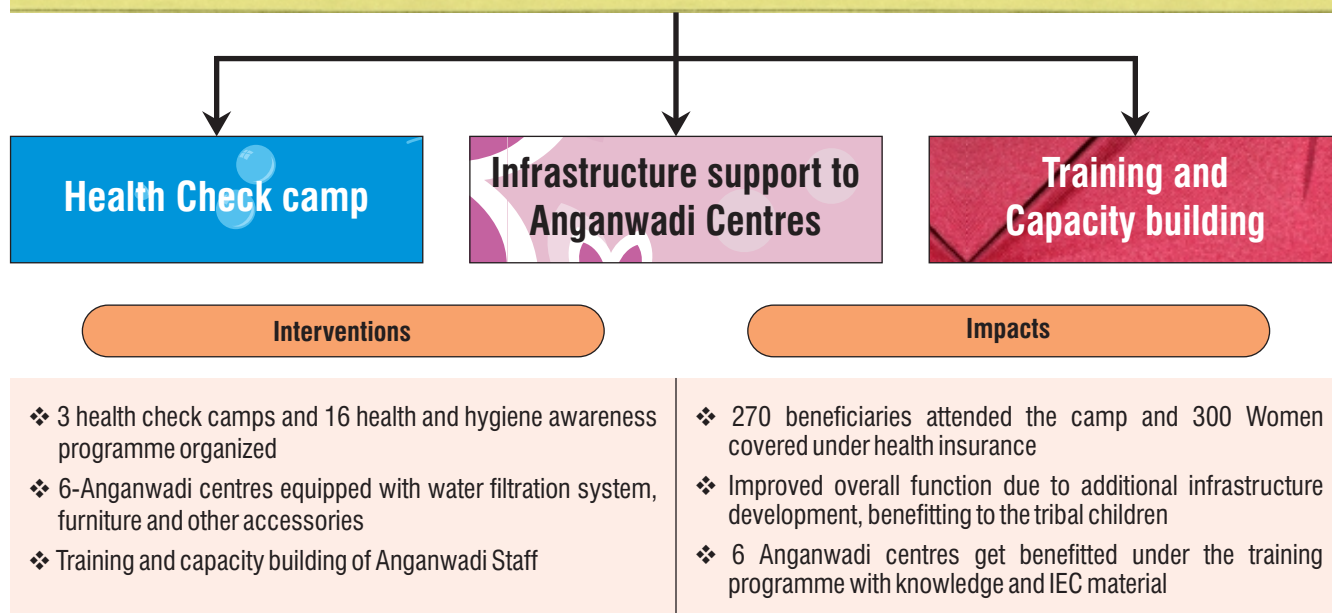 Health Check camp
Infrastructure support to
Anganwadi Centres
Training and
Capacity building
Interventions
❖ 3 health check camps and 16 health and hygiene awareness
programme organized
❖ 6-Anganwadi centres equipped with water filtration system,
furniture and other accessories
❖ Training and capacity building of Anganwadi Staff
Impacts
❖ 270 beneficiaries attended the camp and 300 Women
covered under health insurance
❖ Improved overall function due to additional infrastructure
development, benefitting to the tribal children
❖ 6 Anganwadi centres get benefitted under the training
programme with knowledge and IEC material